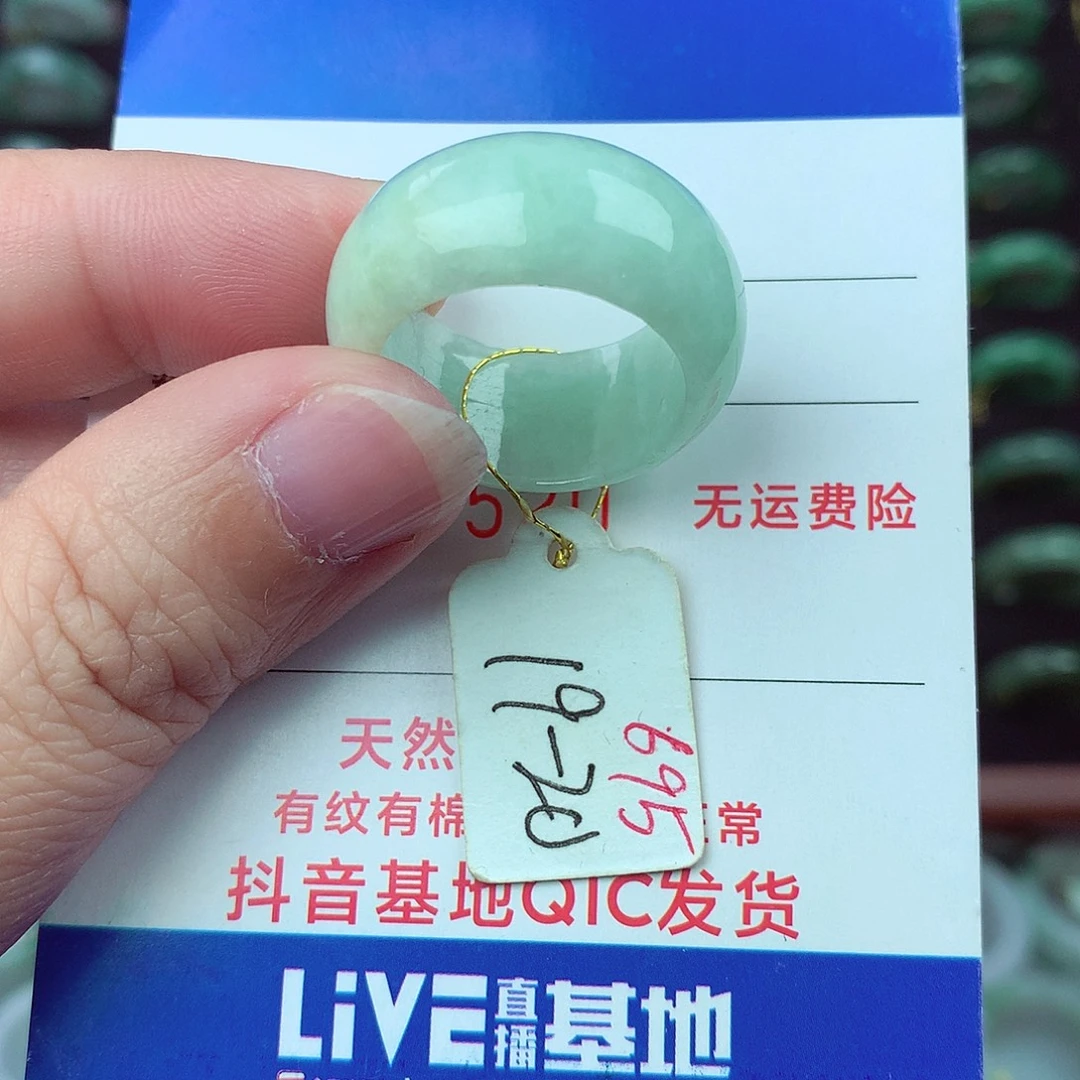 无运费险
19-20
695
天然
有纹有棉
常
抖音基地QIC发货
LiVE直播基地